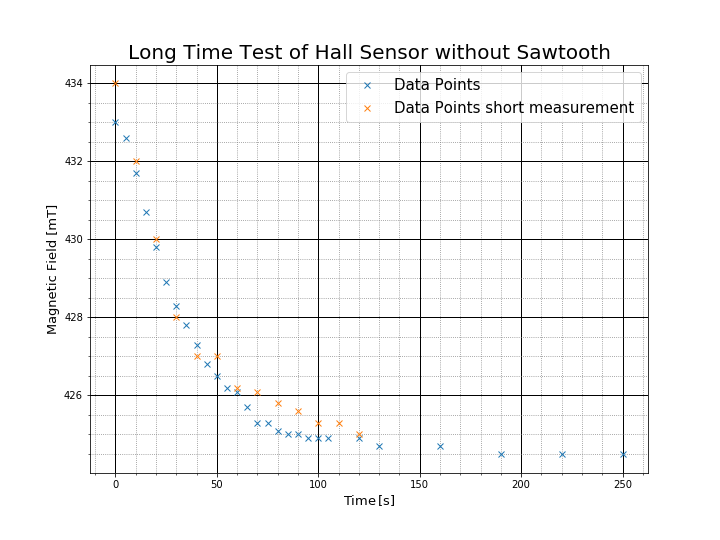 Long Time Test of Hall Sensor without Sawtooth
Data Points
Data Points short measurement
434
432
430
428
426
Magnetic Field [mT]
0 50 100 150 200 250
Time [s]